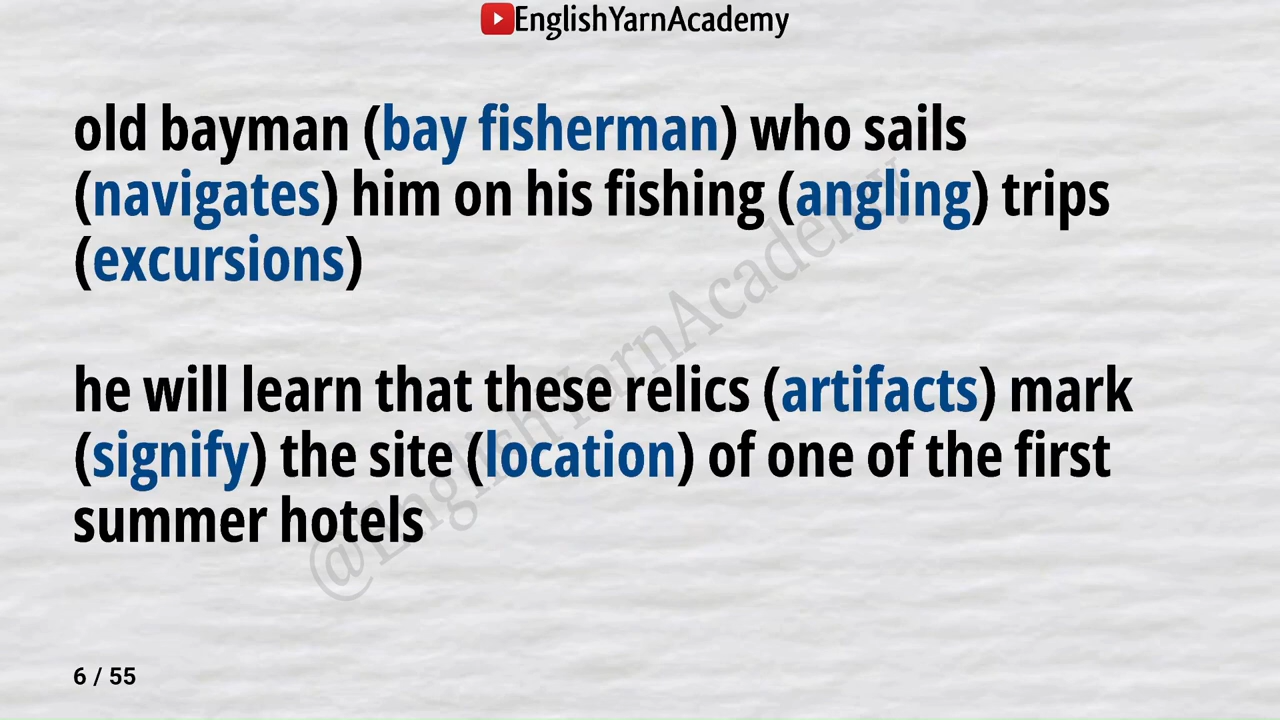 EnglishYarnAcademy
old bayman (bay fisherman) who sails
(navigates) him on his fishing (angling) trips
(excursions)
he will learn that these relics (artifacts) mark
(signify) the site (location) of one of the first
summer hotels
@EnglishYarnAcademy
6 / 55